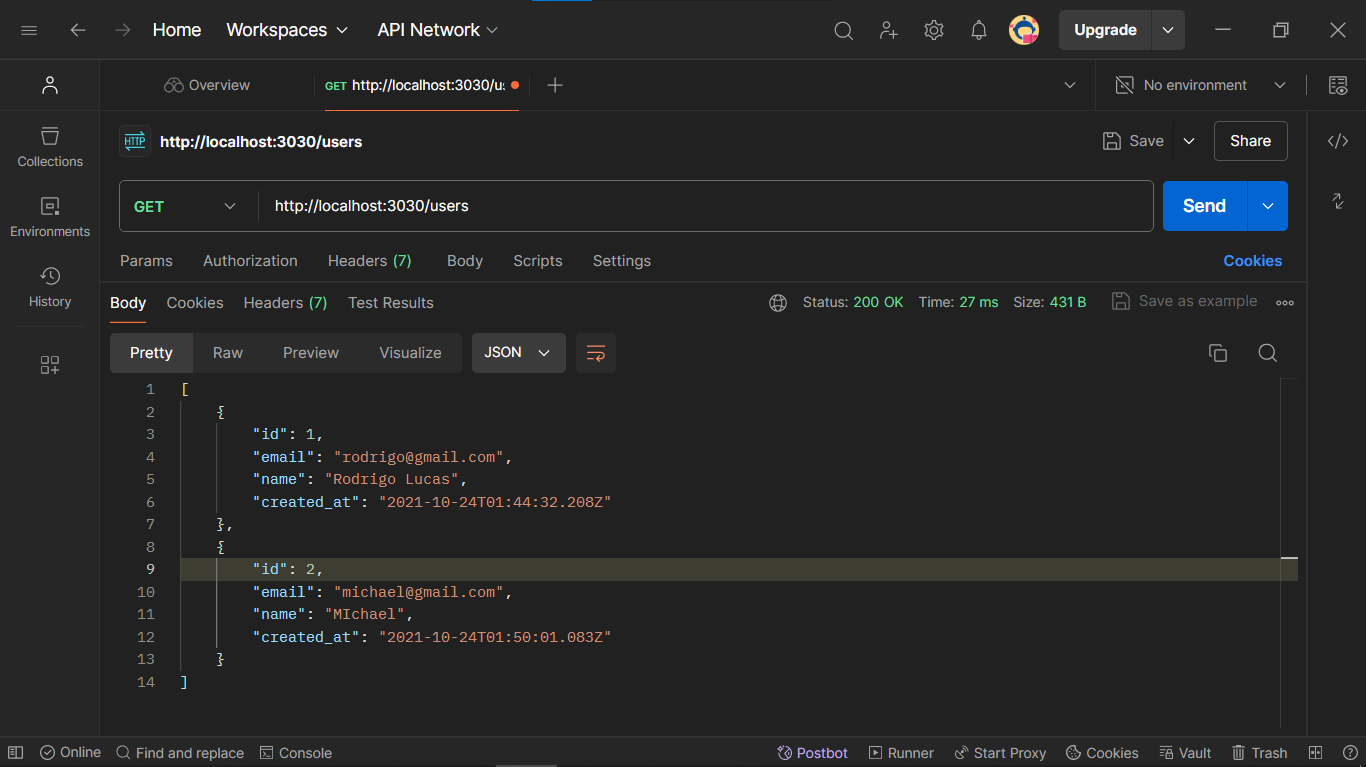 Home Workspaces API Network Upgrade
Overview GET http://localhost:3030/u: No environment
HTTP http://localhost:3030/users Save Share
Collections
GET http://localhost:3030/users Send
Environments
Params Authorization Headers (7) Body Scripts Settings Cookies
History
Body Cookies Headers (7) Test Results Status: 200 OK Time: 27 ms Size: 431 B Save as example
Pretty Raw Preview Visualize JSON
1 [
2 {
3 "id": 1,
4 "email": "rodrigo@gmail.com",
5 "name": "Rodrigo Lucas",
6 "created_at": "2021-10-24T01:44:32.208Z"
7 },
8 {
9 "id": 2,
10 "email": "michael@gmail.com",
11 "name": "MIchael",
12 "created_at": "2021-10-24T01:50:01.083Z"
13 }
14 ]
Online Find and replace Console Postbot Runner Start Proxy Cookies Vault Trash